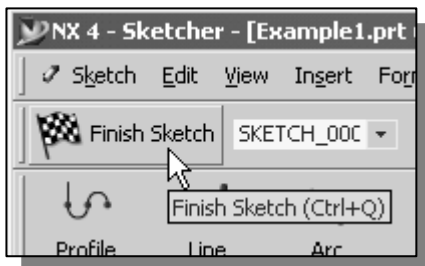 NX 4 - Sketcher - [Example1.prt
Sketch Edit View Insert For
Finish Sketch SKETCH_000
Finish Sketch (Ctrl+Q)
Profile Line Arc